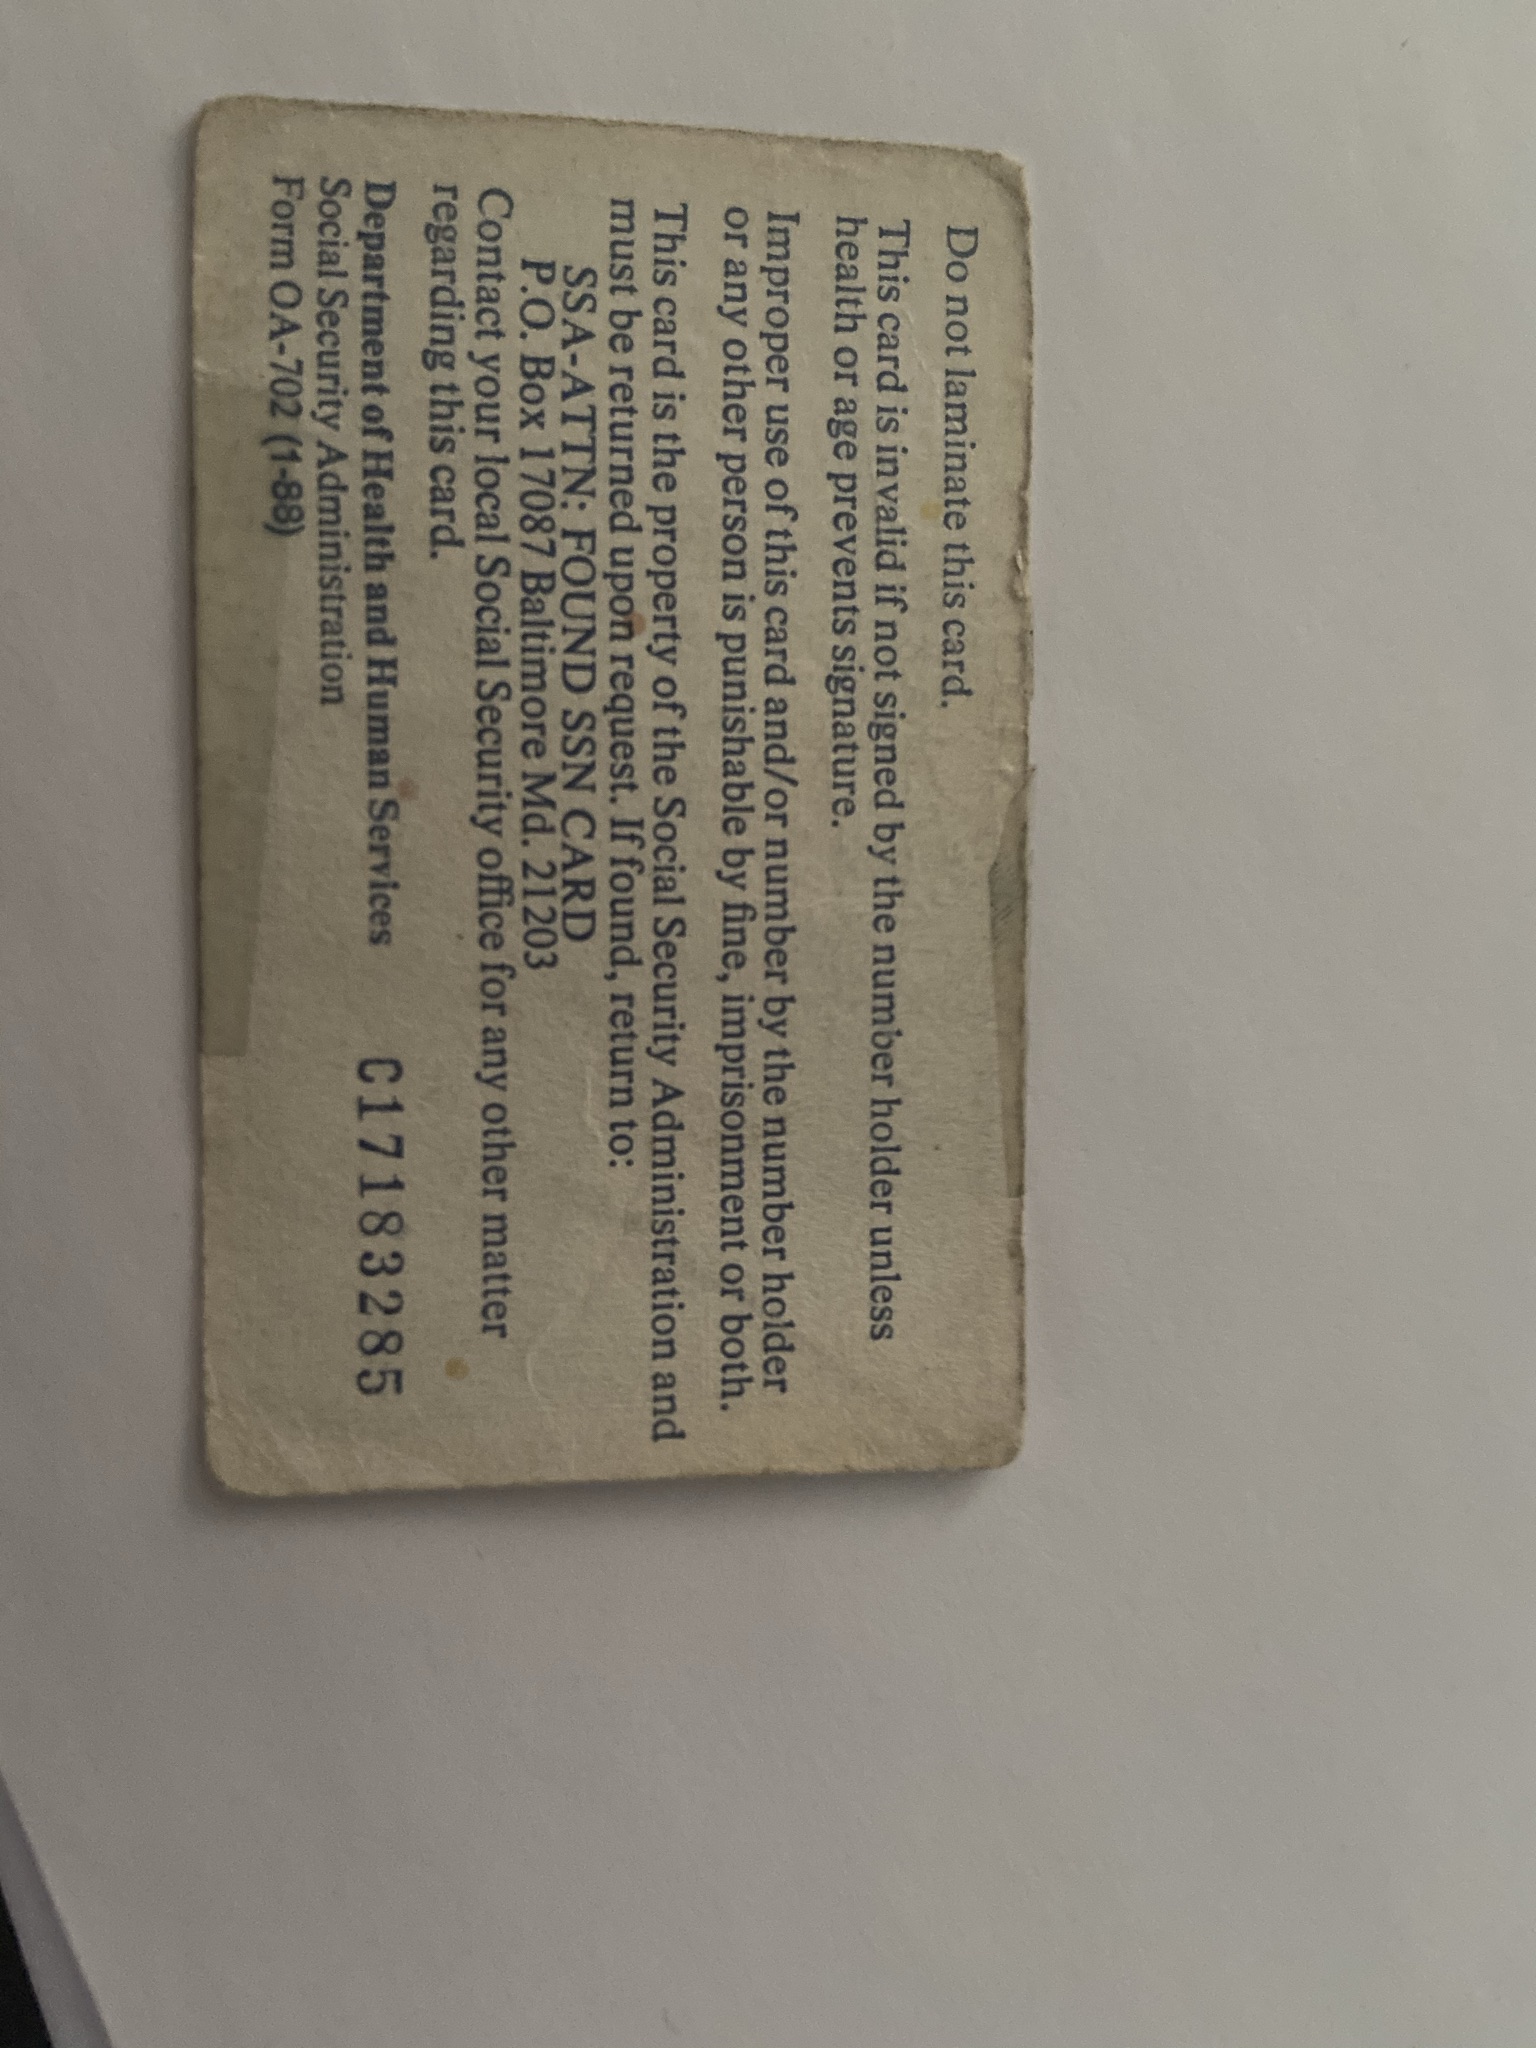 Do not laminate this card.
This card is invalid if not signed by the number holder unless
health or age prevents signature.
Improper use of this card and/or number by the number holder
or any other person is punishable by fine, imprisonment or both.
This card is the property of the Social Security Administration and
must be returned upon request. If found, return to:
SSA-ATTN: FOUND SSN CARD
P.O. Box 17087 Baltimore Md. 21203
Contact your local Social Security office for any other matter
regarding this card.
Department of Health and Human Services C17183285
Social Security Administration
Form OA-702 (1-88)